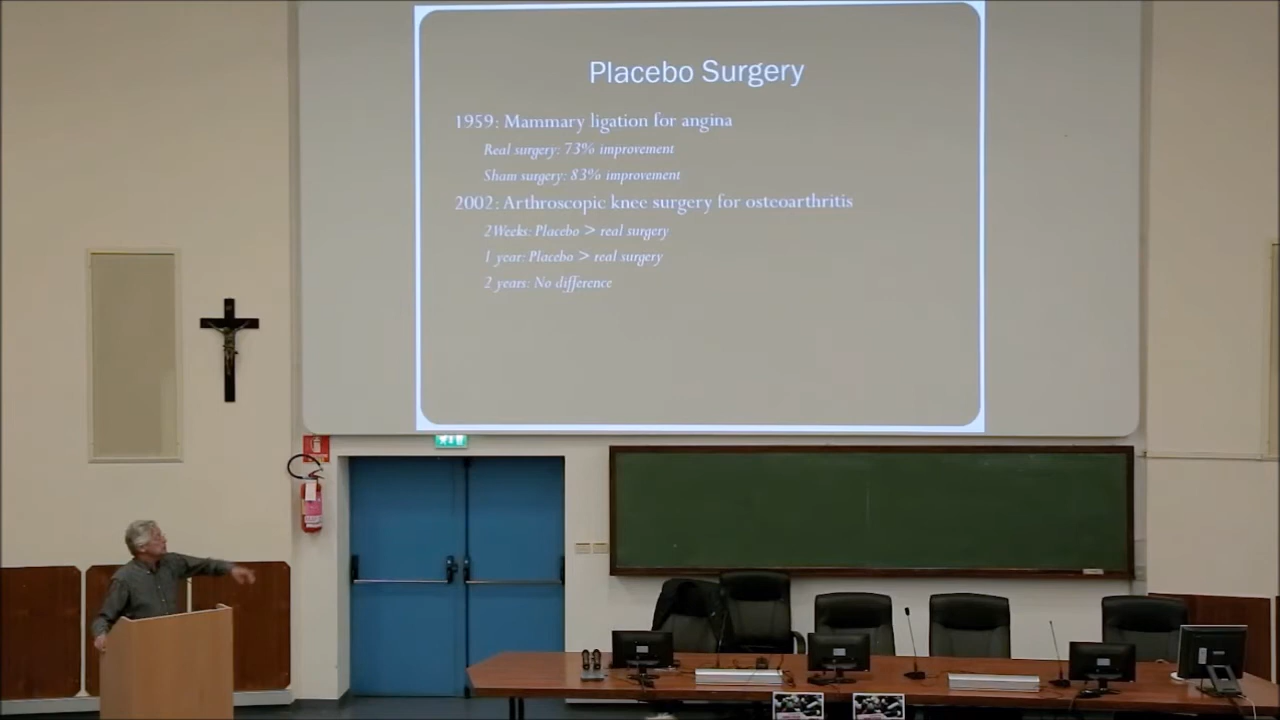 Placebo Surgery
1959: Mammary ligation for angina
Real surgery: 73% improvement
Sham surgery: 83% improvement
2002: Arthroscopic knee surgery for osteoarthritis
2Weeks: Placebo > real surgery
1 year: Placebo > real surgery
2 years: No difference